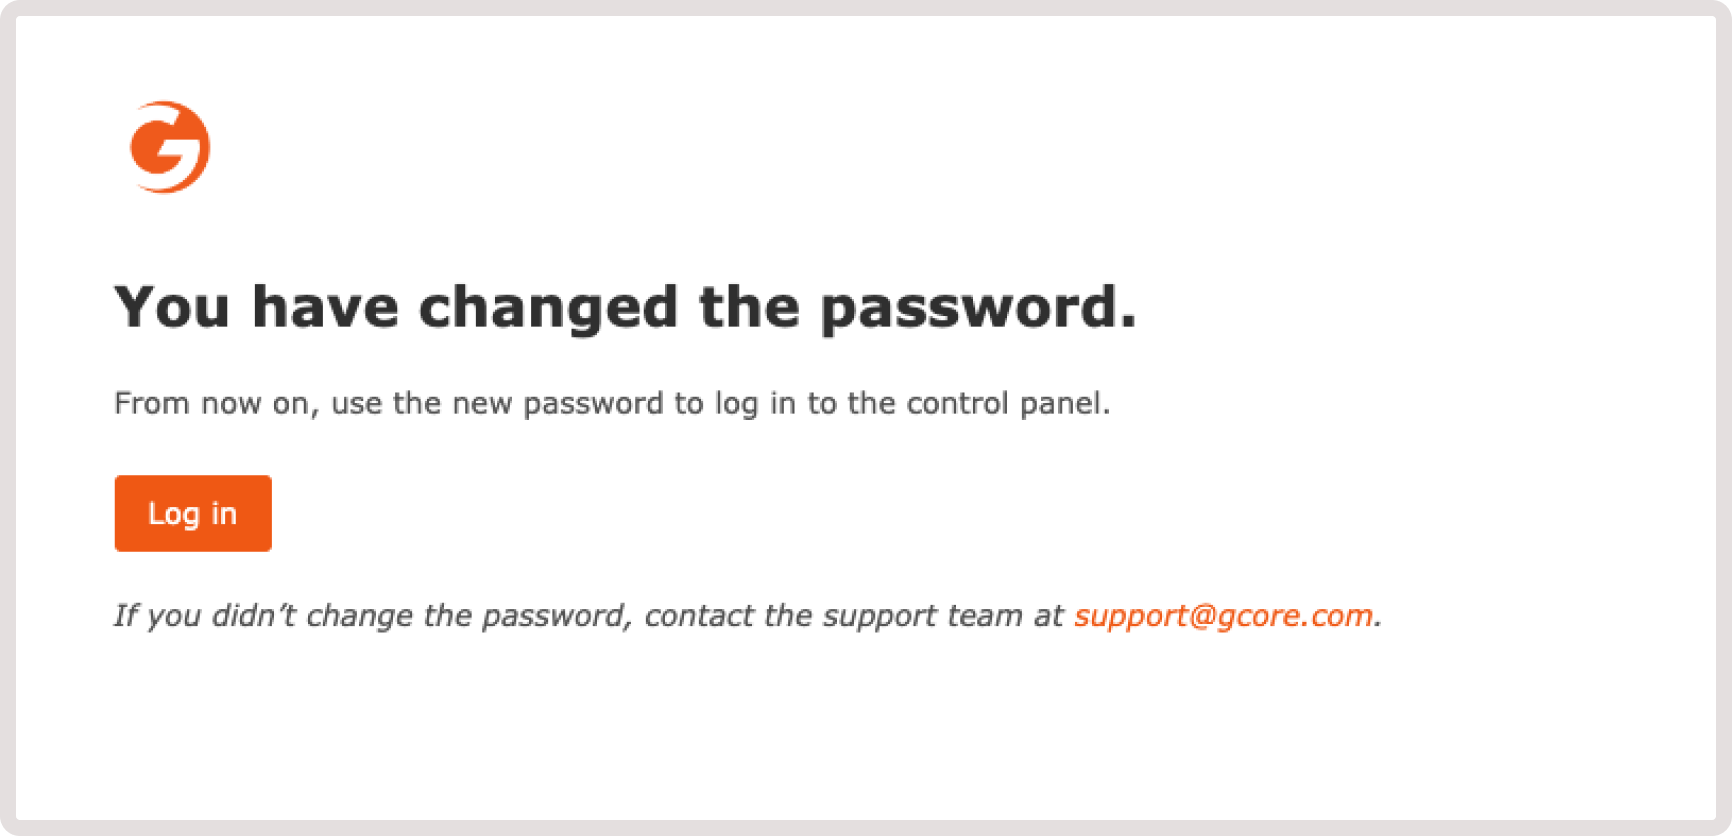 You have changed the password.
From now on, use the new password to log in to the control panel.
Log in
If you didn’t change the password, contact the support team at support@gcore.com.